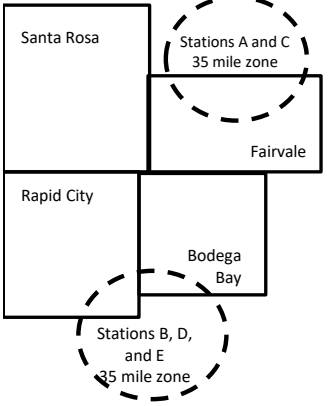 Santa Rosa
Stations A and C
35 mile zone
Fairvale
Rapid City
Bodega
Bay
Stations B, D,
and E
35 mile zone